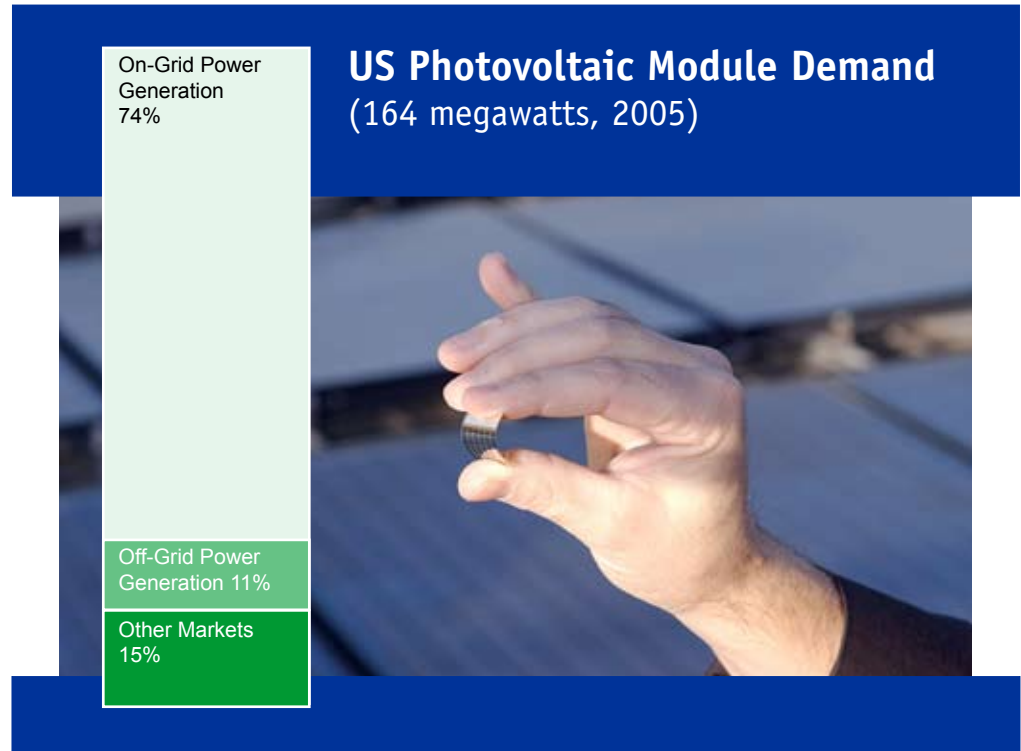 US Photovoltaic Module Demand
(164 megawatts, 2005)
On-Grid Power
Generation
74%
Off-Grid Power
Generation 11%
Other Markets
15%